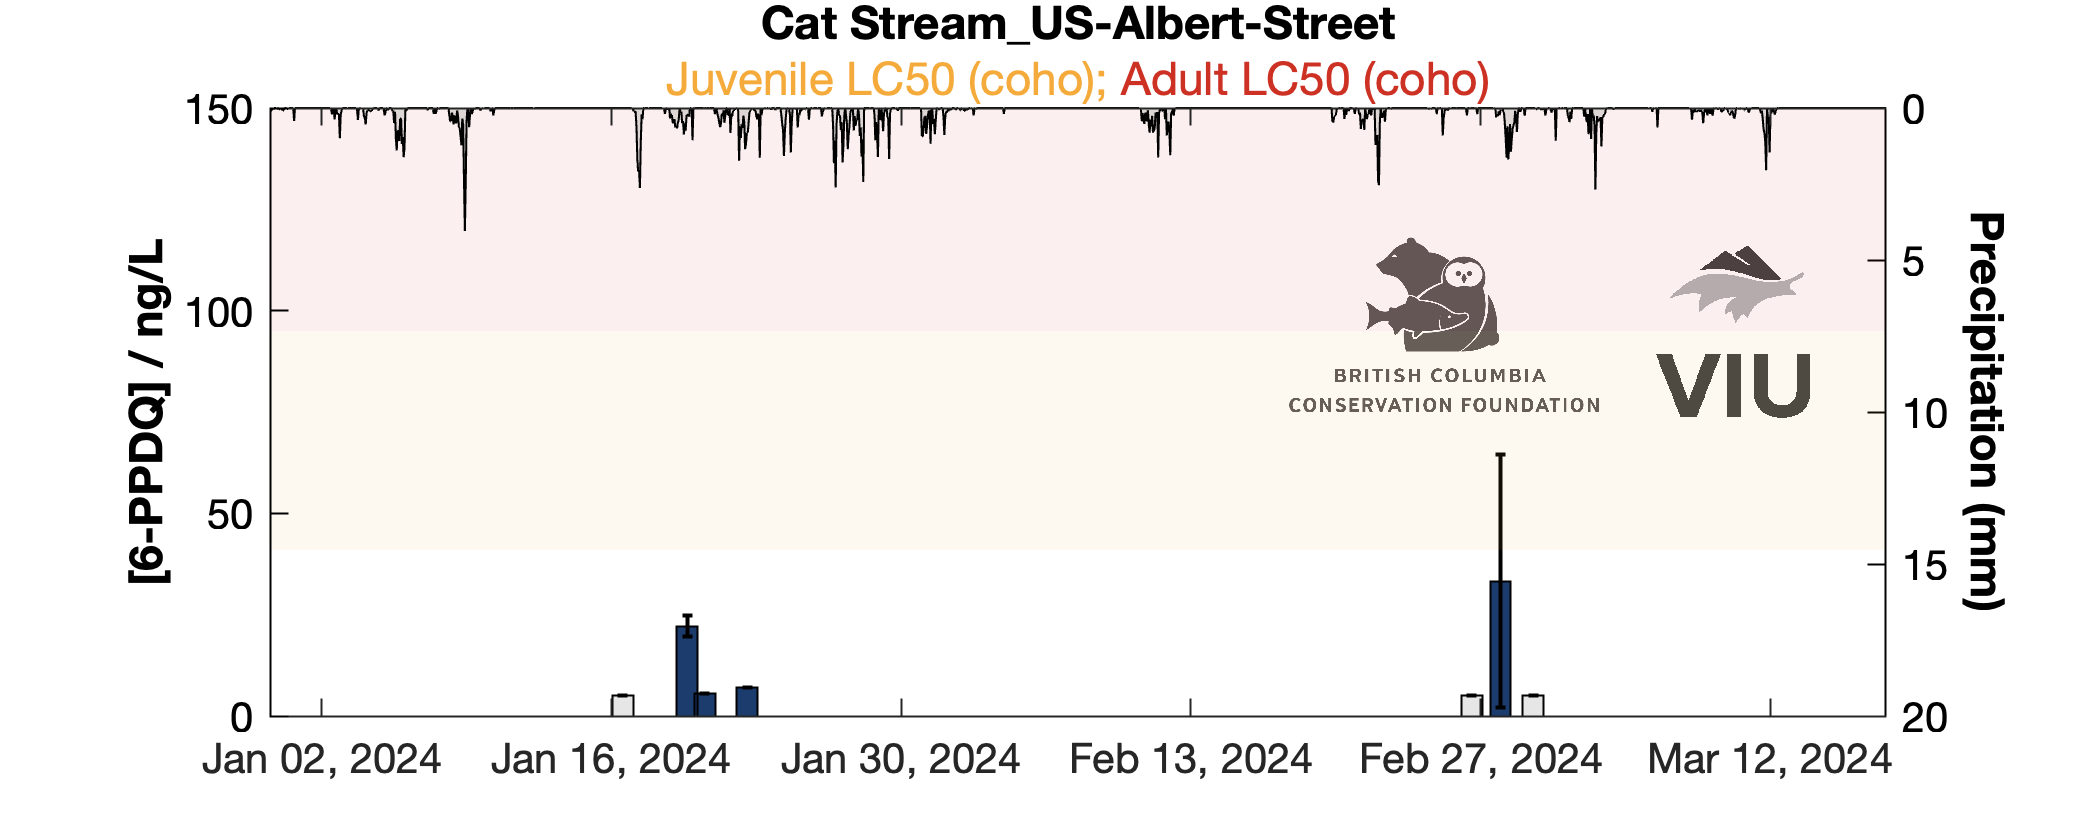 Cat Stream_US-Albert-Street
Juvenile LC50 (coho); Adult LC50 (coho)
[6-PPDQ] / ng/L
150
100
50
0
0
5
10
15
20
Precipitation (mm)
BRITISH COLUMBIA
CONSERVATION FOUNDATION
VIU
Jan 02, 2024 Jan 16, 2024 Jan 30, 2024 Feb 13, 2024 Feb 27, 2024 Mar 12, 2024